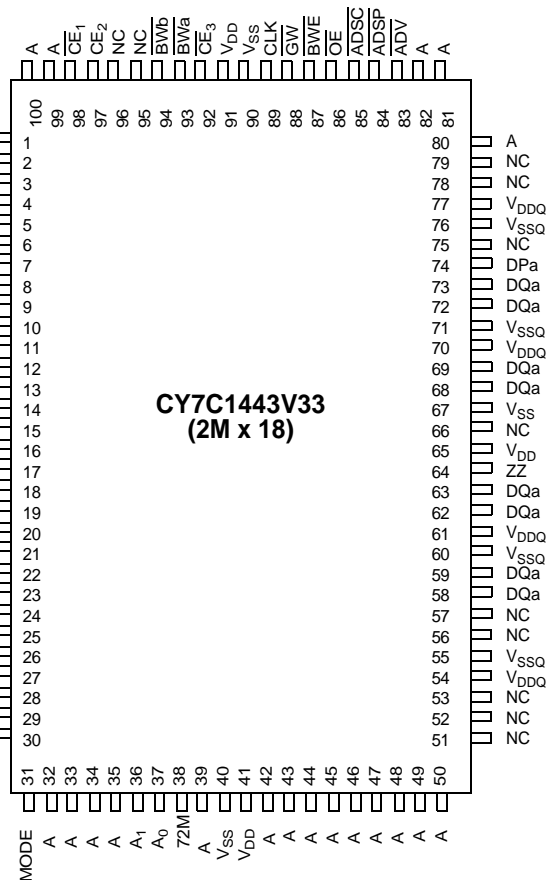 A
A
CE1
CE2
NC
NC
BWb
BWa
CE3
VDD
VSS
CLK
GW
BWE
OE
ADSC
ADSP
ADV
A
A
100
99
98
97
96
95
94
93
92
91
90
89
88
87
86
85
84
83
82
81
1
2
3
4
5
6
7
8
9
10
11
12
13
14
15
16
17
18
19
20
21
22
23
24
25
26
27
28
29
30
CY7C1443V33
(2M x 18)
80 A
79 NC
78 NC
77 VDDQ
76 VSSQ
75 NC
74 DPa
73 DQa
72 DQa
71 VSSQ
70 VDDQ
69 DQa
68 DQa
67 VSS
66 NC
65 VDD
64 ZZ
63 DQa
62 DQa
61 VDDQ
60 VSSQ
59 DQa
58 DQa
57 NC
56 NC
55 VSSQ
54 VDDQ
53 NC
52 NC
51 NC
31
32
33
34
35
36
37
38
39
40
41
42
43
44
45
46
47
48
49
50
MODE
A
A
A
A
A1
A0
72M
A
VSS
VDD
A
A
A
A
A
A
A
A
A